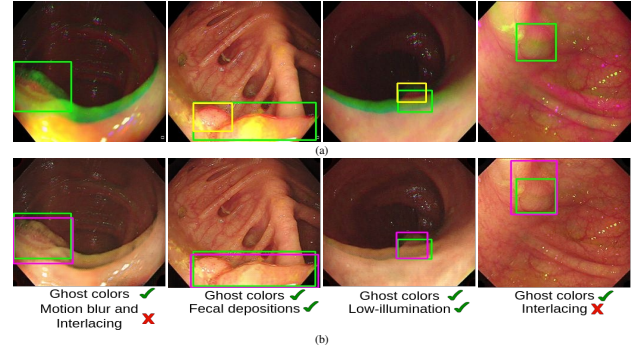 (a)
Ghost colors ✔
Motion blur and
Interlacing ✘
Ghost colors ✔
Fecal depositions ✔
Ghost colors ✔
Low-illumination ✔
Ghost colors ✔
Interlacing ✘
(b)